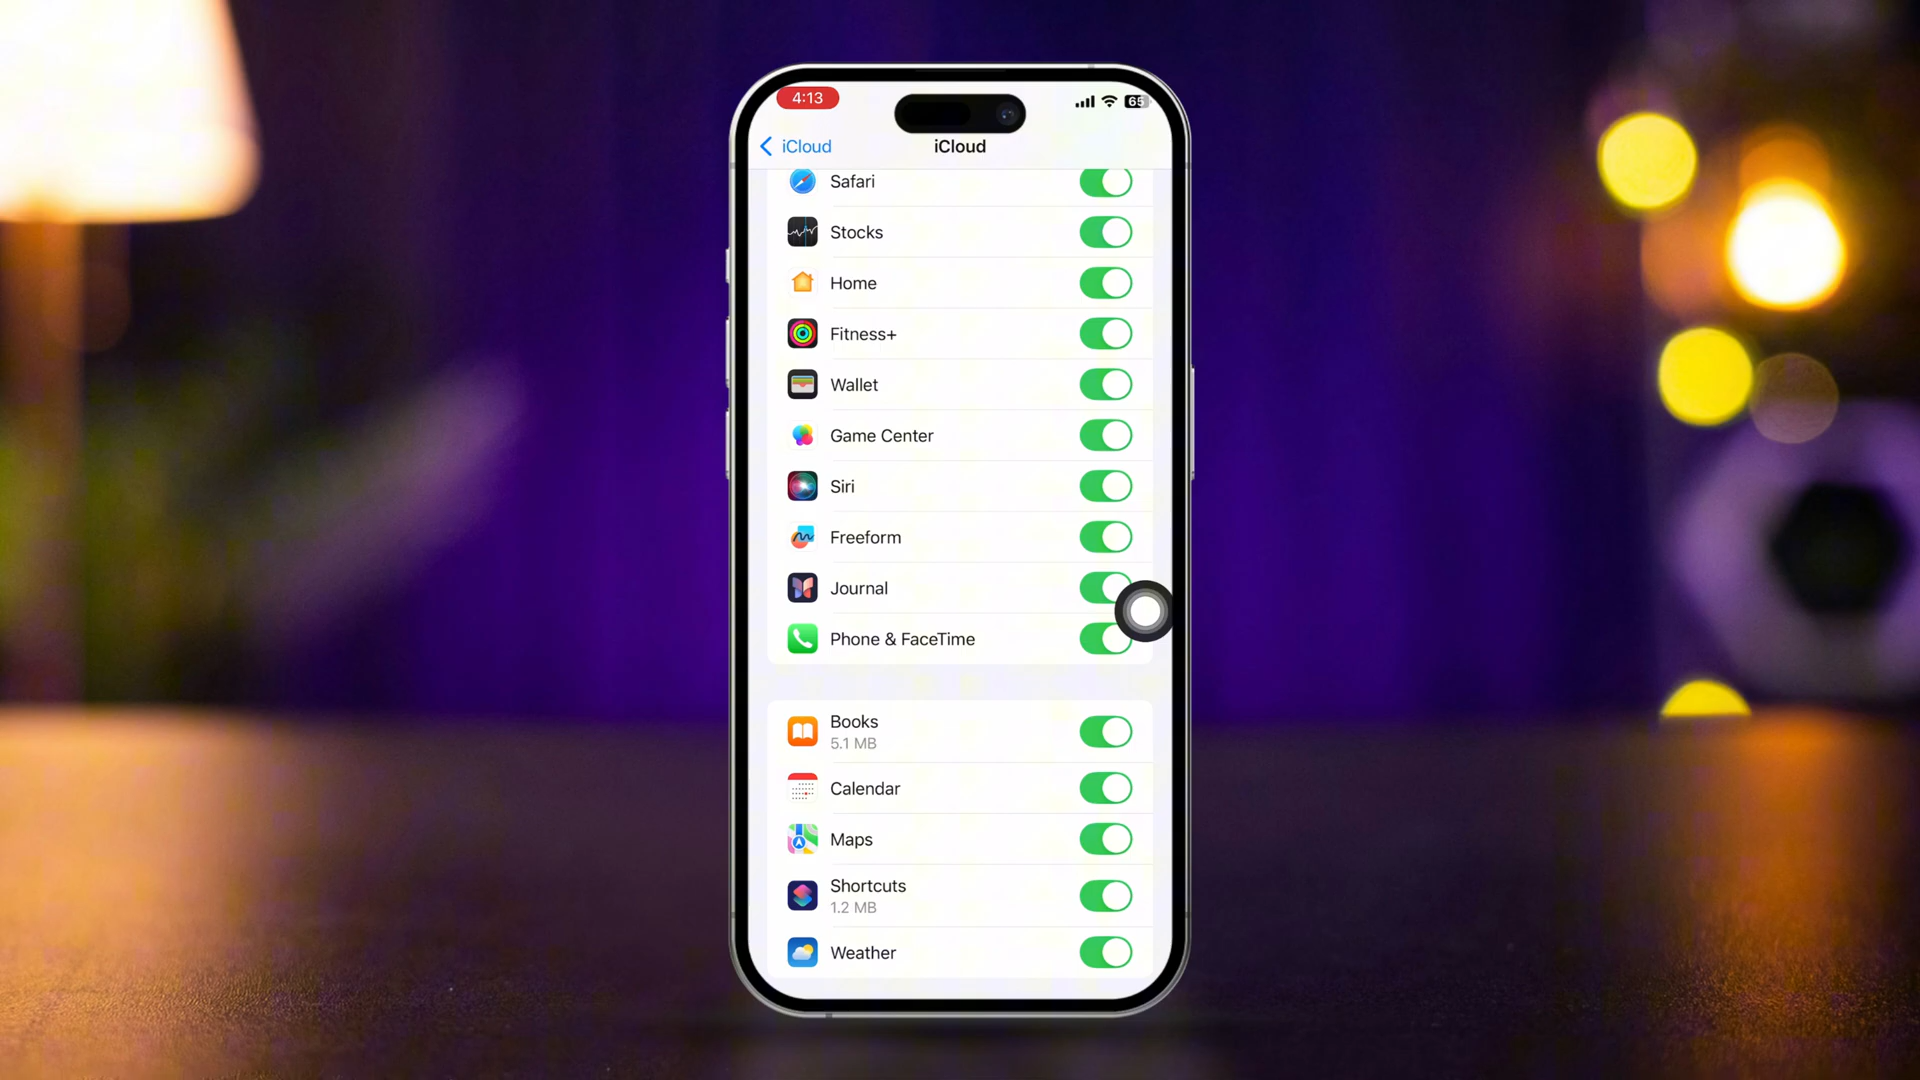 4:13
65
iCloud
iCloud
Safari
Stocks
Home
Fitness+
Wallet
Game Center
Siri
Freeform
Journal
Phone & FaceTime
Books
5.1 MB
Calendar
Maps
Shortcuts
1.2 MB
Weather